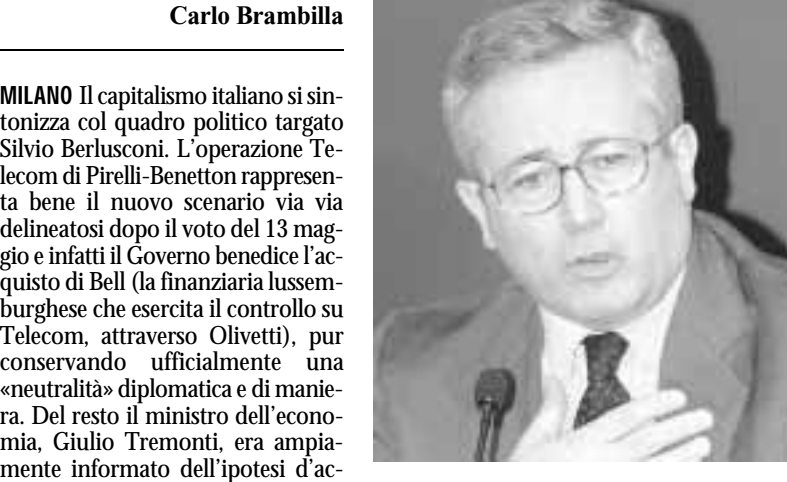 Carlo Brambilla
MILANO Il capitalismo italiano si sin-
tonizza col quadro politico targato
Silvio Berlusconi. L'operazione Te-
lecom di Pirelli-Benetton rappresen-
ta bene il nuovo scenario via via
delineatosi dopo il voto del 13 mag-
gio e infatti il Governo benedice l'ac-
quisto di Bell (la finanziaria lussem-
burghese che esercita il controllo su
Telecom, attraverso Olivetti), pur
conservando ufficialmente una
«neutralità» diplomatica e di manie-
ra. Del resto il ministro dell'econo-
mia, Giulio Tremonti, era ampia-
mente informato dell'ipotesi d'ac-